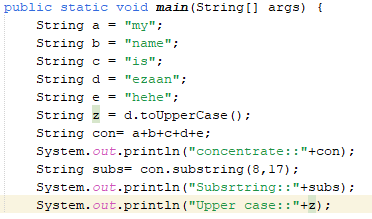 public static void main(String[] args) {
String a = "my";
String b = "name";
String c = "is";
String d = "ezaan";
String e = "hehe";
String z = d.toUpperCase();
String con= a+b+c+d+e;
System.out.println("concentrate::"+con);
String subs= con.substring(8,17);
System.out.println("Subsrtring::"+subs);
System.out.println("Upper case::"+z);